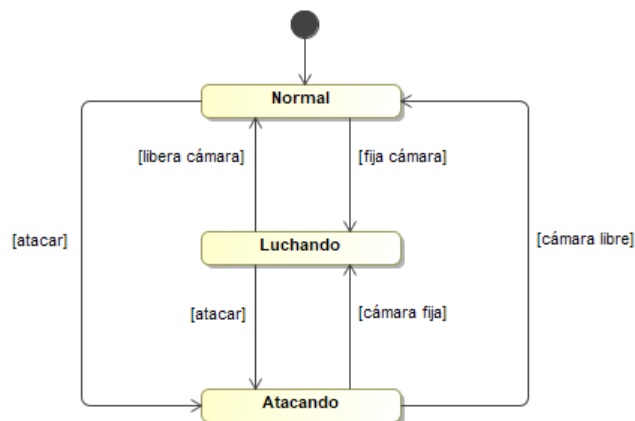 Normal
[libera cámara]
[fija cámara]
[atacar]
Luchando
[cámara libre]
[atacar]
[cámara fija]
Atacando